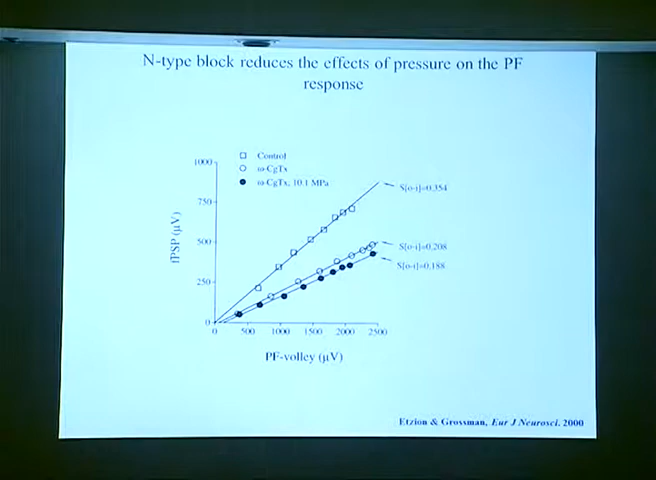 N-type block reduces the effects of pressure on the PF
response
Control
ω-CgTx
ω-CgTx, 10.1 MPa
1000
750
500
250
0
fPSP (μV)
S[o-i]=0.354
S[o-i]=0.208
S[o-i]=0.188
0 500 1000 1500 2000 2500
PF-volley (μV)
Etzion & Grossman, Eur J Neurosci. 2000